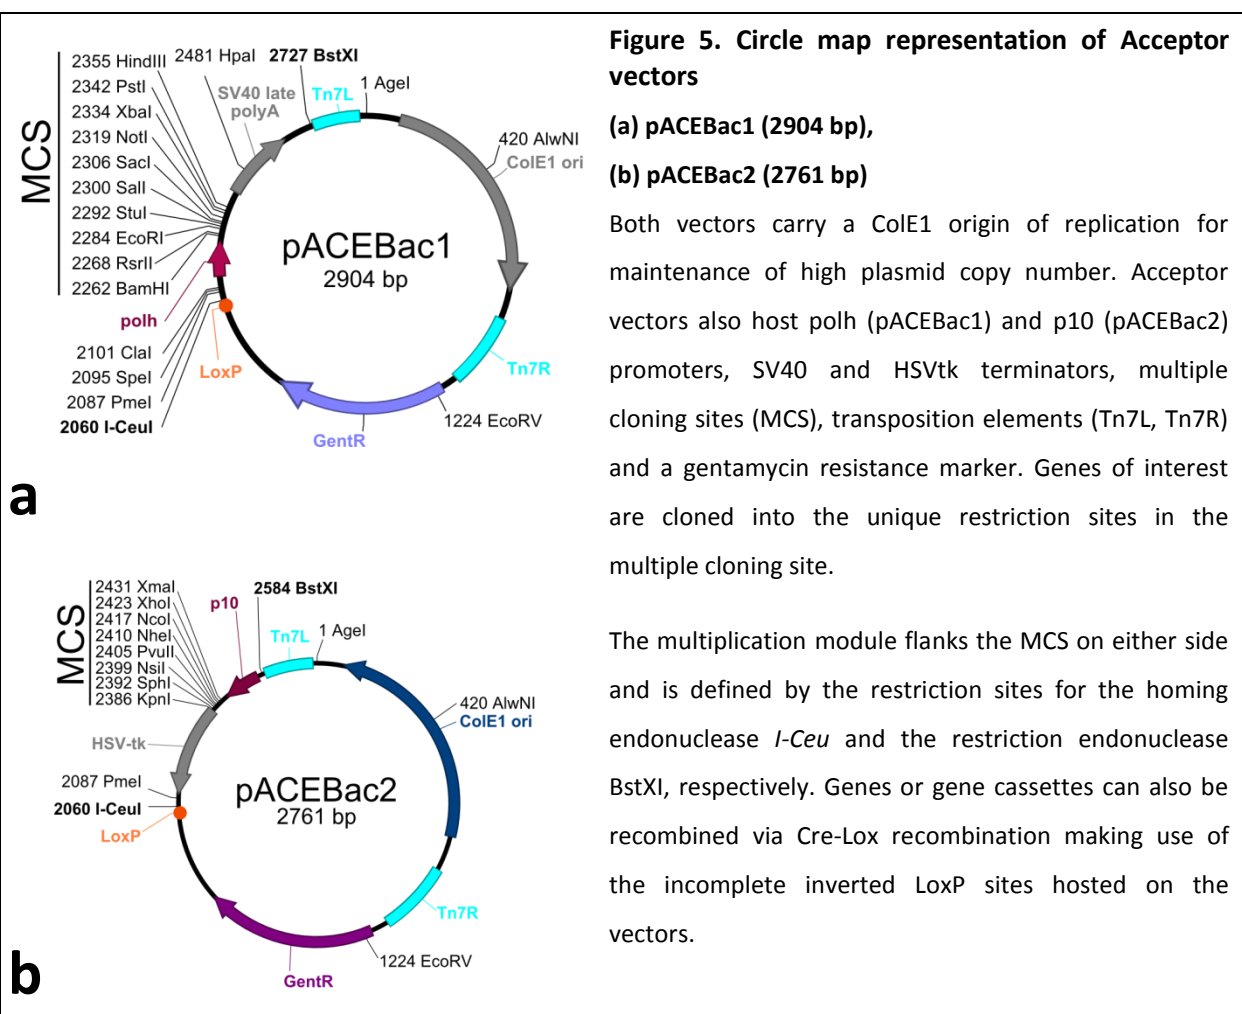 MCS
2355 HindIII
2342 PstI
2334 XbaI
2319 NotI
2306 SacI
2300 SalI
2292 StuI
2284 EcoRI
2268 RsrII
2262 BamHI
polh
2101 ClaI
2095 SpeI
2087 PmeI
2060 I-CeuI
2481 HpaI
2727 BstXI
SV40 late
polyA
Tn7L
1 AgeI
420 AlwNI
ColE1 ori
pACEBac1
2904 bp
LoxP
Tn7R
1224 EcoRV
GentR
a
MCS
2431 XmaI
2423 XhoI
2417 NcoI
2410 NheI
2405 PvuII
2399 NsiI
2392 SphI
2386 KpnI
p10
2584 BstXI
Tn7L
1 AgeI
420 AlwNI
ColE1 ori
HSV-tk
2087 PmeI
2060 I-CeuI
LoxP
pACEBac2
2761 bp
Tn7R
1224 EcoRV
GentR
b
Figure 5. Circle map representation of Acceptor
vectors
(a) pACEBac1 (2904 bp),
(b) pACEBac2 (2761 bp)
Both vectors carry a ColE1 origin of replication for
maintenance of high plasmid copy number. Acceptor
vectors also host polh (pACEBac1) and p10 (pACEBac2)
promoters, SV40 and HSVtk terminators, multiple
cloning sites (MCS), transposition elements (Tn7L, Tn7R)
and a gentamycin resistance marker. Genes of interest
are cloned into the unique restriction sites in the
multiple cloning site.
The multiplication module flanks the MCS on either side
and is defined by the restriction sites for the homing
endonuclease I-Ceu and the restriction endonuclease
BstXI, respectively. Genes or gene cassettes can also be
recombined via Cre-Lox recombination making use of
the incomplete inverted LoxP sites hosted on the
vectors.